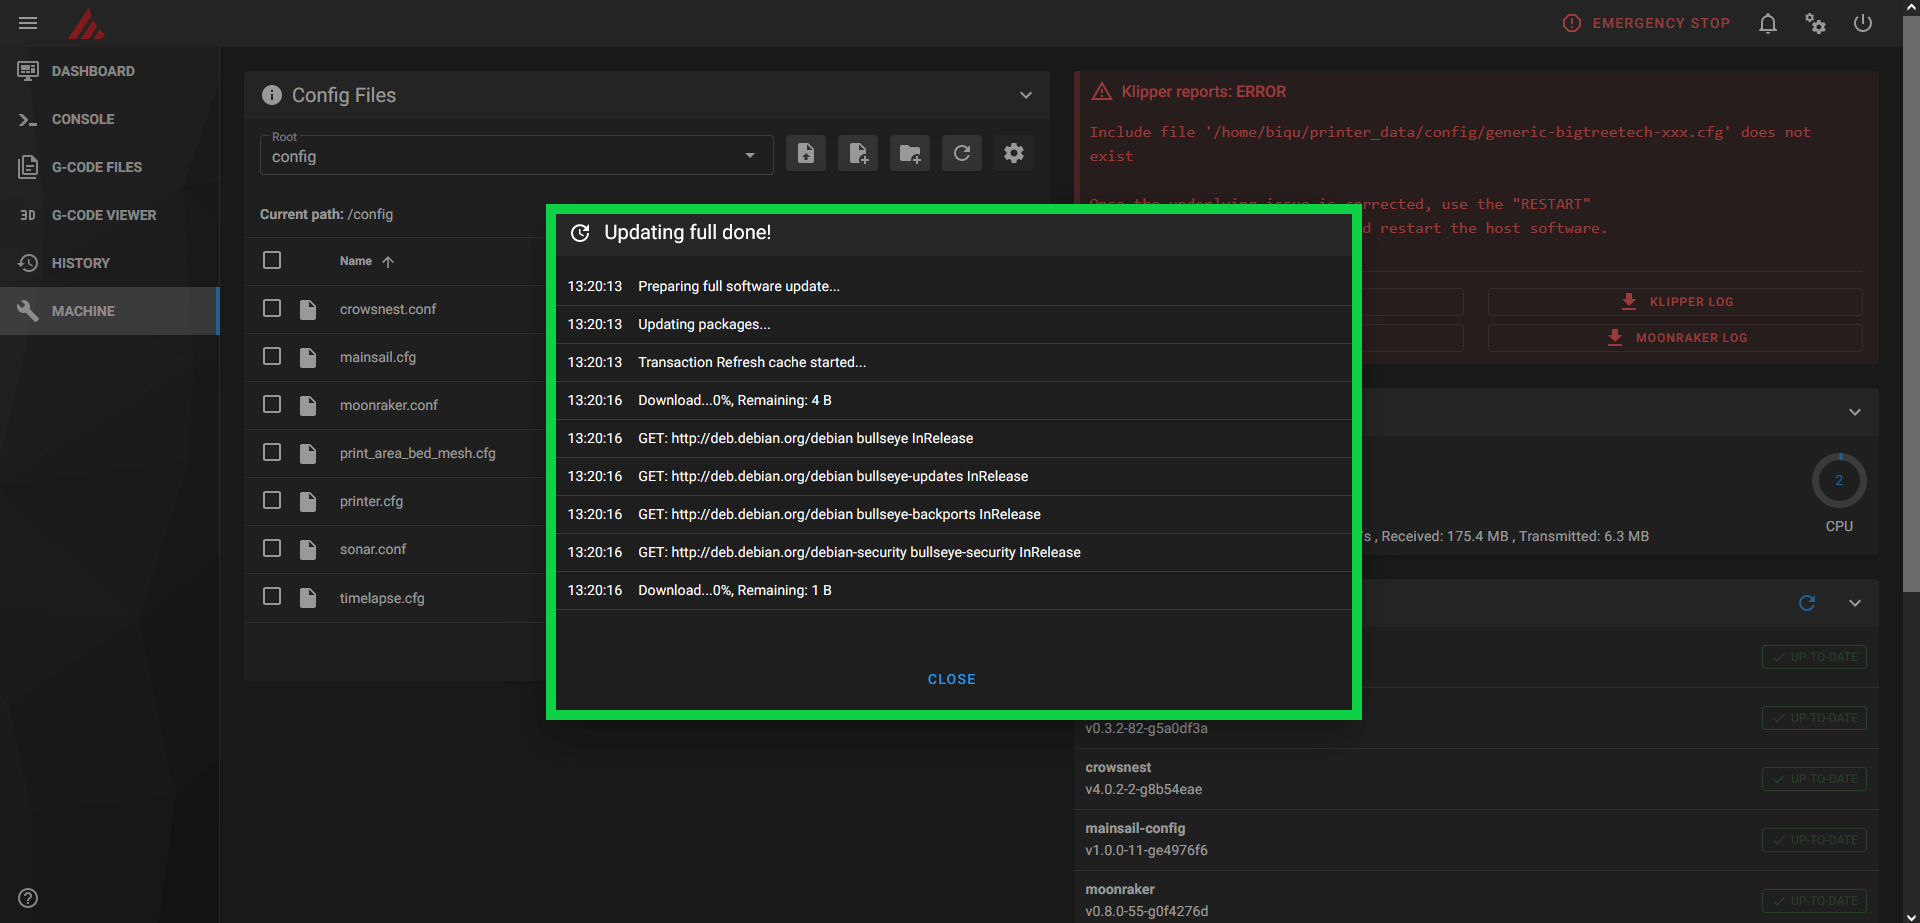 EMERGENCY STOP
DASHBOARD
CONSOLE
G-CODE FILES
3D G-CODE VIEWER
HISTORY
MACHINE
Config Files
Root
config
Current path: /config
Name
crowsnest.conf
mainsail.cfg
moonraker.conf
print_area_bed_mesh.cfg
printer.cfg
sonar.conf
timelapse.cfg
Klipper reports: ERROR
Include file '/home/biqu/printer_data/config/generic-bigtreetech-xxx.cfg' does not
exist
Once the underlying issue is corrected, use the "RESTART"
d restart the host software.
KLIPPER LOG
MOONRAKER LOG
Updating full done!
13:20:13 Preparing full software update...
13:20:13 Updating packages...
13:20:13 Transaction Refresh cache started...
13:20:16 Download...0%, Remaining: 4 B
13:20:16 GET: http://deb.debian.org/debian bullseye InRelease
13:20:16 GET: http://deb.debian.org/debian bullseye-updates InRelease
13:20:16 GET: http://deb.debian.org/debian bullseye-backports InRelease
13:20:16 GET: http://deb.debian.org/debian-security bullseye-security InRelease
13:20:16 Download...0%, Remaining: 1 B
CLOSE
2
CPU
s , Received: 175.4 MB , Transmitted: 6.3 MB
UP-TO-DATE
v0.3.2-82-g5a0df3a
UP-TO-DATE
crowsnest
v4.0.2-2-g8b54eae
UP-TO-DATE
mainsail-config
v1.0.0-11-ge4976f6
UP-TO-DATE
moonraker
v0.8.0-55-g0f4276d
UP-TO-DATE